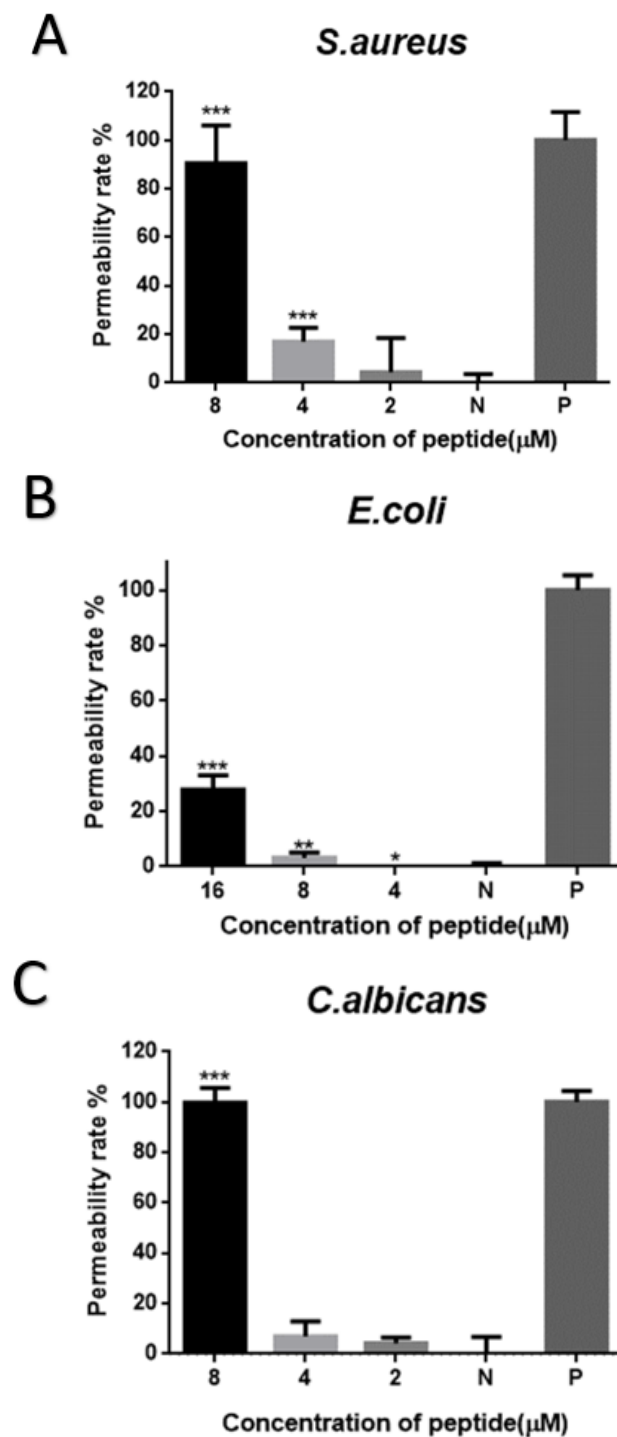 A
S.aureus
Permeability rate %
120
100
80
60
40
20
0
***
***
8 4 2 N P
Concentration of peptide(μM)
B
E.coli
Permeability rate %
100
80
60
40
20
0
***
**
*
16 8 4 N P
Concentration of peptide(μM)
C
C.albicans
Permeability rate %
120
100
80
60
40
20
0
***
8 4 2 N P
Concentration of peptide(μM)